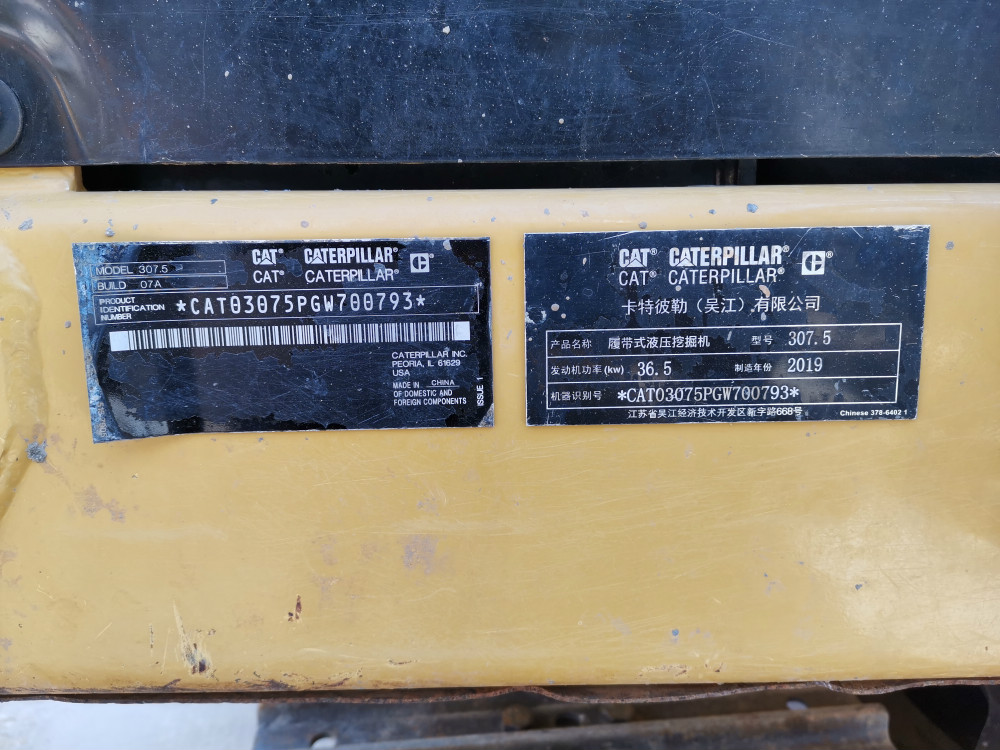 CAT® CATERPILLAR®
CAT® CATERPILLAR® C
MODEL 307.5
BUILD 07A
PRODUCT IDENTIFICATION NUMBER *CAT03075PGW700793*
CATERPILLAR INC.
PEORIA, IL 61629
USA
MADE IN CHINA
OF DOMESTIC AND
FOREIGN COMPONENTS
ISSUE 1
CAT® CATERPILLAR®
CAT® CATERPILLAR® C
卡特彼勒（吴江）有限公司
产品名称 履带式液压挖掘机 型号 307.5
发动机功率(kw) 36.5 制造年份 2019
机器识别号 *CAT03075PGW700793*
江苏省吴江经济技术开发区新字路668号
Chinese 378-6402 1